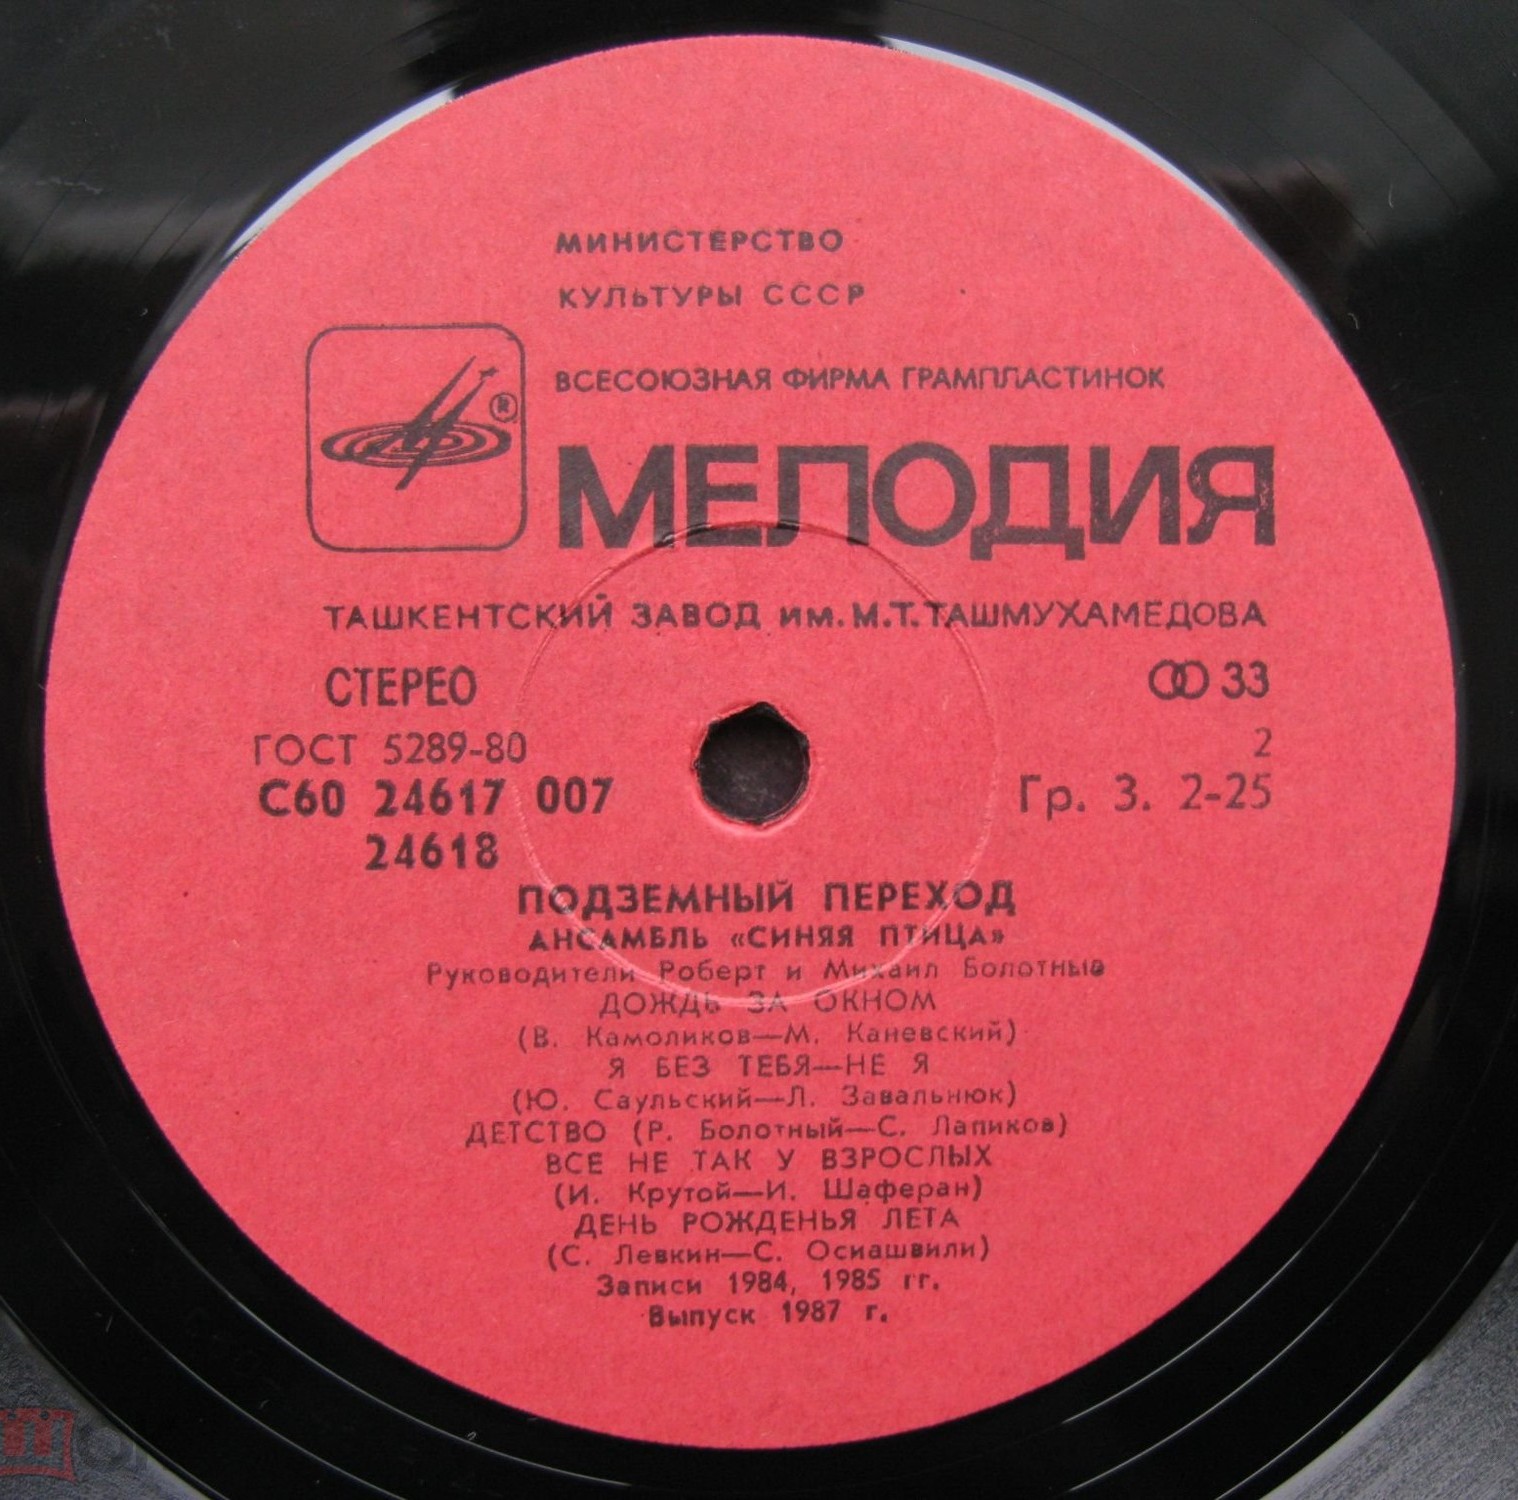 МИНИСТЕРСТВО
КУЛЬТУРЫ СССР
ВСЕСОЮЗНАЯ ФИРМА ГРАМПЛАСТИНОК
®
МЕЛОДИЯ
ТАШКЕНТСКИЙ ЗАВОД им. М.Т. ТАШМУХАМЕДОВА
СТЕРЕО 33
ГОСТ 5289-80 2
С60 24617 007 Гр. 3. 2-25
24618
ПОДЗЕМНЫЙ ПЕРЕХОД
АНСАМБЛЬ «СИНЯЯ ПТИЦА»
Руководители Роберт и Михаил Болотные
ДОЖДЬ ЗА ОКНОМ
(В. Камоликов—М. Каневский)
Я БЕЗ ТЕБЯ—НЕ Я
(Ю. Саульский—Л. Завальнюк)
ДЕТСТВО (Р. Болотный—С. Лапиков)
ВСЕ НЕ ТАК У ВЗРОСЛЫХ
(И. Крутой—И. Шаферан)
ДЕНЬ РОЖДЕНЬЯ ЛЕТА
(С. Левкин—С. Осиашвили)
Записи 1984, 1985 гг.
Выпуск 1987 г.